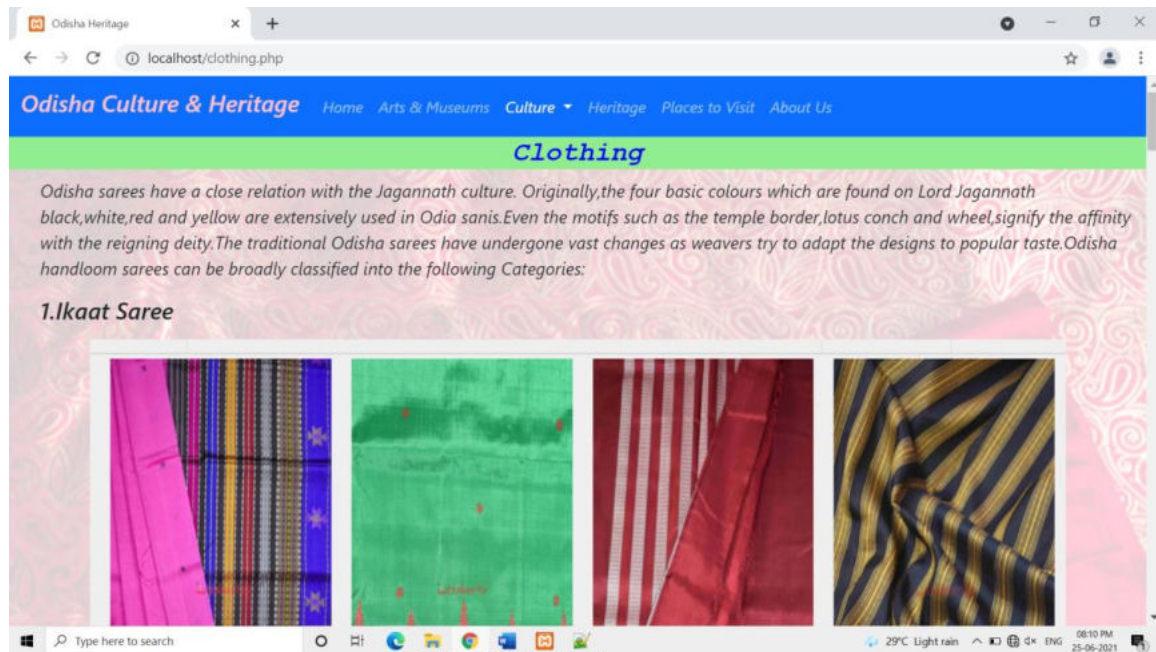 Odisha Heritage
localhost/clothing.php
Odisha Culture & Heritage Home Arts & Museums Culture Heritage Places to Visit About Us
Clothing
Odisha sarees have a close relation with the Jagannath culture. Originally,the four basic colours which are found on Lord Jagannath
black,white,red and yellow are extensively used in Odia sanis.Even the motifs such as the temple border,lotus conch and wheel,signify the affinity
with the reigning deity.The traditional Odisha sarees have undergone vast changes as weavers try to adapt the designs to popular taste.Odisha
handloom sarees can be broadly classified into the following Categories:
1.Ikaat Saree
Type here to search
29°C Light rain
ENG
08:10 PM
25-06-2021